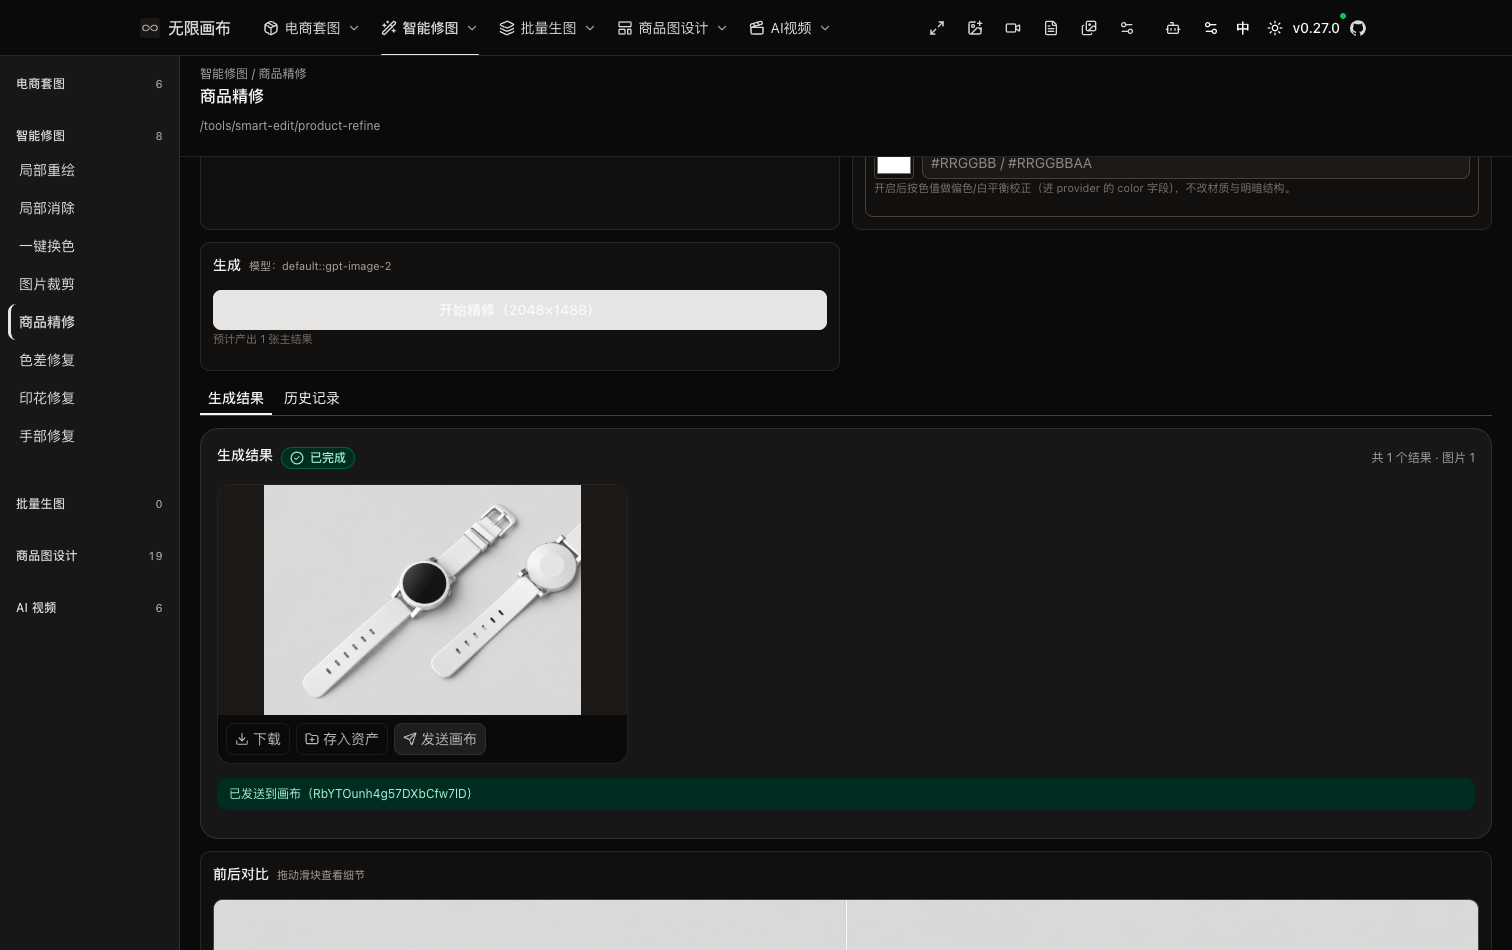 无限画布
电商套图
智能修图
批量生图
商品图设计
AI视频
中
v0.27.0
电商套图 6
智能修图 8
局部重绘
局部消除
一键换色
图片裁剪
商品精修
色差修复
印花修复
手部修复
批量生图 0
商品图设计 19
AI 视频 6
智能修图 / 商品精修
商品精修
/tools/smart-edit/product-refine
#RRGGBB / #RRGGBBAA
开启后按色值做偏色/白平衡校正（进 provider 的 color 字段），不改材质与明暗结构。
生成 模型：default::gpt-image-2
开始精修（2048×1488）
预计产出 1 张主结果
生成结果 历史记录
生成结果 已完成 共 1 个结果 · 图片 1
下载 存入资产 发送画布
已发送到画布（RbYTOunh4g57DXbCfw7lD）
前后对比 拖动滑块查看细节